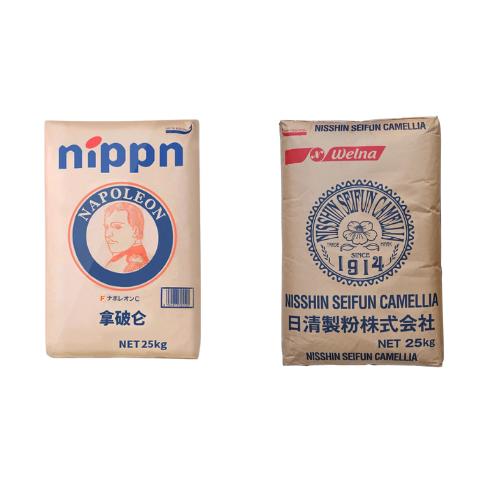 nippn
NAPOLEON
F ナポレオンC
拿破仑
NET 25kg
NISSHIN SEIFUN CAMELLIA
Welna
NISSHIN SEIFUN CAMELLIA
TRADE MARK
SINCE
1914
NISSHIN SEIFUN CAMELLIA
日清製粉株式会社
NET 25kg
NISSHIN SEIFUN CAMELLIA